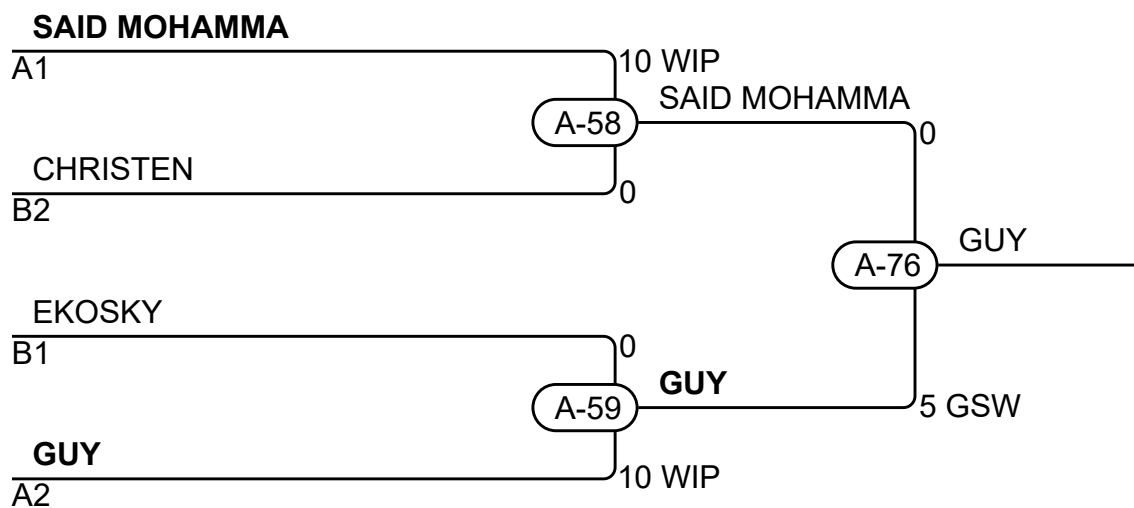 SAID MOHAMMA
A1
10 WIP
A-58
SAID MOHAMMA
0
CHRISTEN
B2
0
A-76
GUY
EKOSKY
B1
0
A-59
GUY
5 GSW
GUY
A2
10 WIP